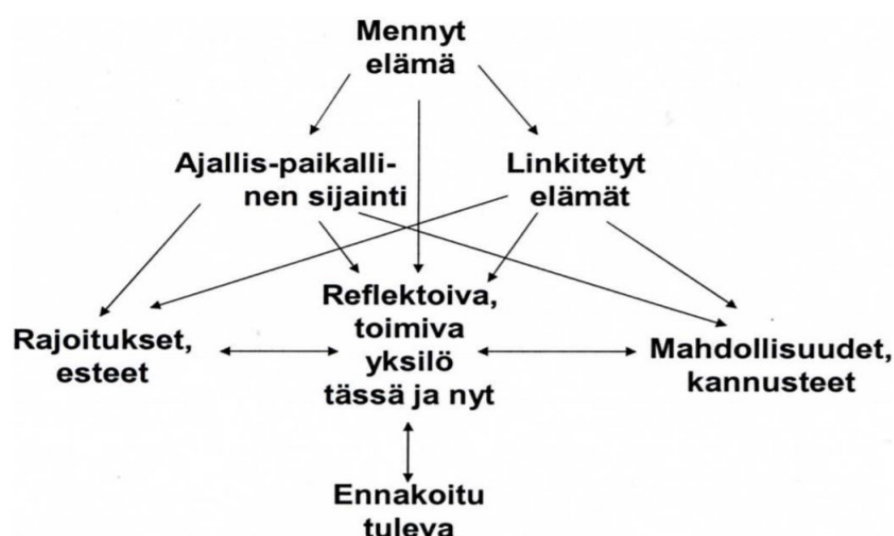 Mennyt
elämä
Ajallis-paikalli-
nen sijainti
Linkitetyt
elämät
Reflektoiva,
toimiva
yksilö
tässä ja nyt
Rajoitukset,
esteet
Mahdollisuudet,
kannusteet
Ennakoitu
tuleva